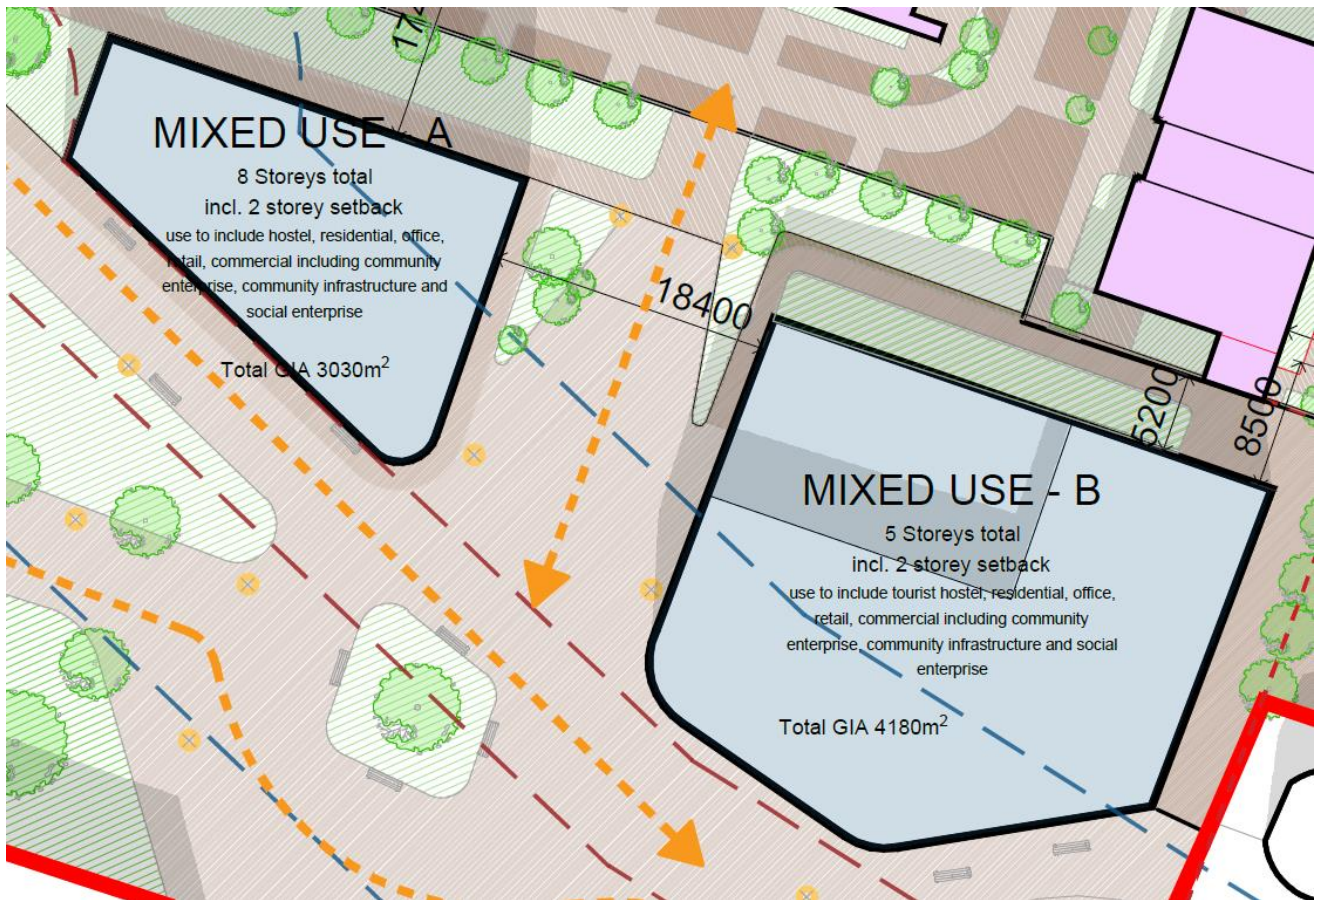 MIXED USE - A
8 Storeys total
incl. 2 storey setback
use to include hostel, residential, office,
retail, commercial including community
enterprise, community infrastructure and
social enterprise
Total GIA 3030m²
18400
5200
8500
MIXED USE - B
5 Storeys total
incl. 2 storey setback
use to include tourist hostel, residential, office,
retail, commercial including community
enterprise, community infrastructure and social
enterprise
Total GIA 4180m²